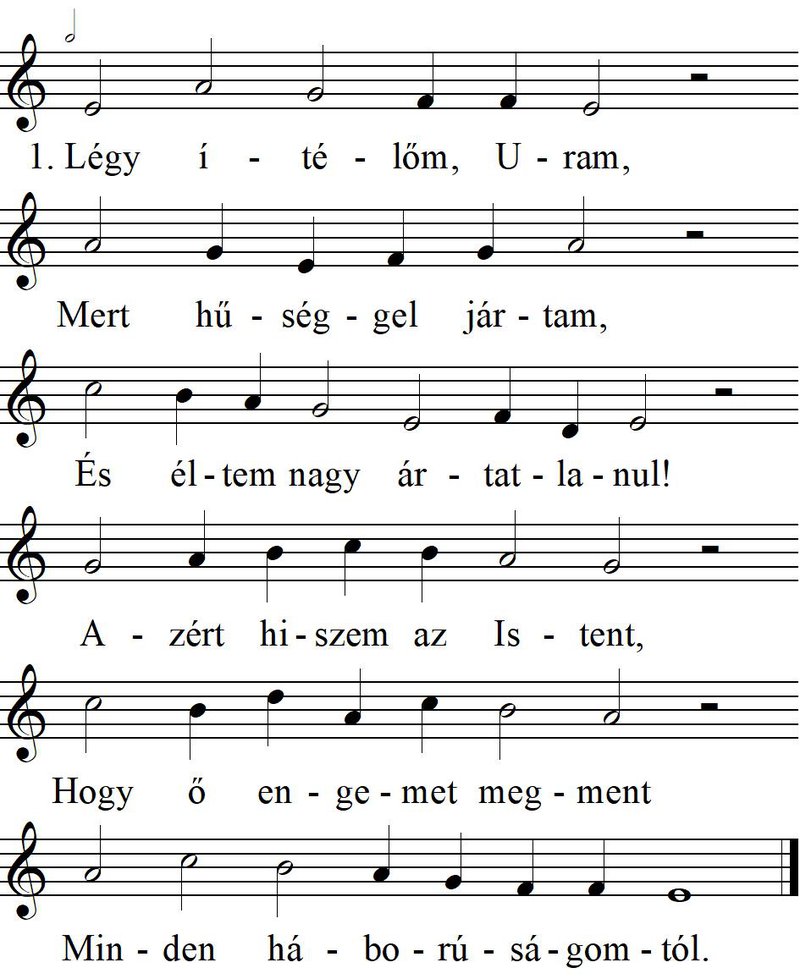 1. Légy í - té - lőm, U - ram,
Mert hű - ség - gel jár - tam,
És él - tem nagy ár - tat - la - nul!
A - zért hi - szem az Is - tent,
Hogy ő en - ge - met meg - ment
Min - den há - bo - rú - sá - gom - tól.